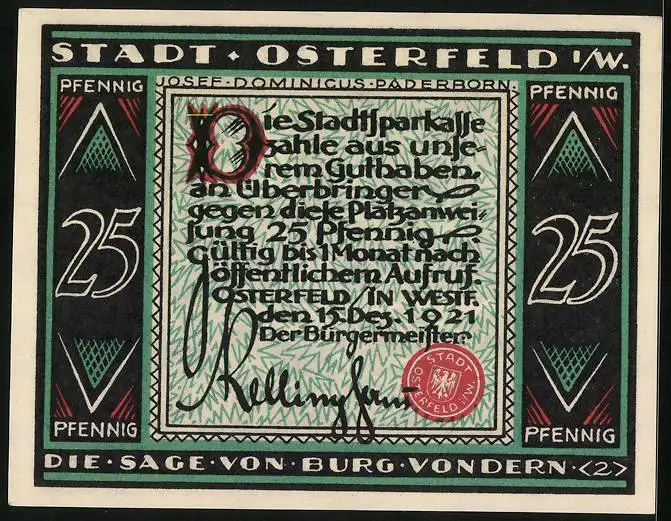 STADT · OSTERFELD I/W.
JOSEF · DOMINICUS · PADERBORN.
PFENNIG
25
PFENNIG
Die Stadtsparkasse
zahle aus unse-
rem Guthaben,
an Überbringer
gegen diese Platzanwei-
sung 25 Pfennig.
Gültig bis 1 Monat nach
öffentlichem Aufruf.
OSTERFELD/IN WESTF.
den 15. Dez. 1921
Der Bürgermeister.
STADT
OSTERFELD I.W.
PFENNIG
25
PFENNIG
DIE · SAGE · VON · BURG · VONDERN · <2>